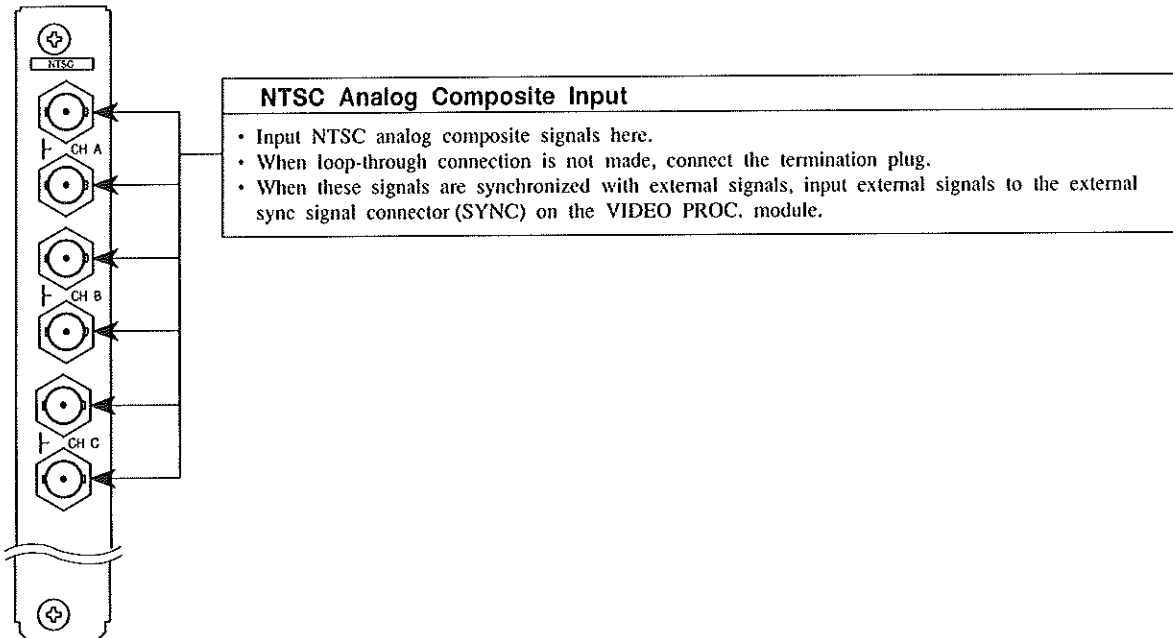 NTSC
CH A
CH B
CH C
NTSC Analog Composite Input
• Input NTSC analog composite signals here.
• When loop-through connection is not made, connect the termination plug.
• When these signals are synchronized with external signals, input external signals to the external
sync signal connector (SYNC) on the VIDEO PROC. module.